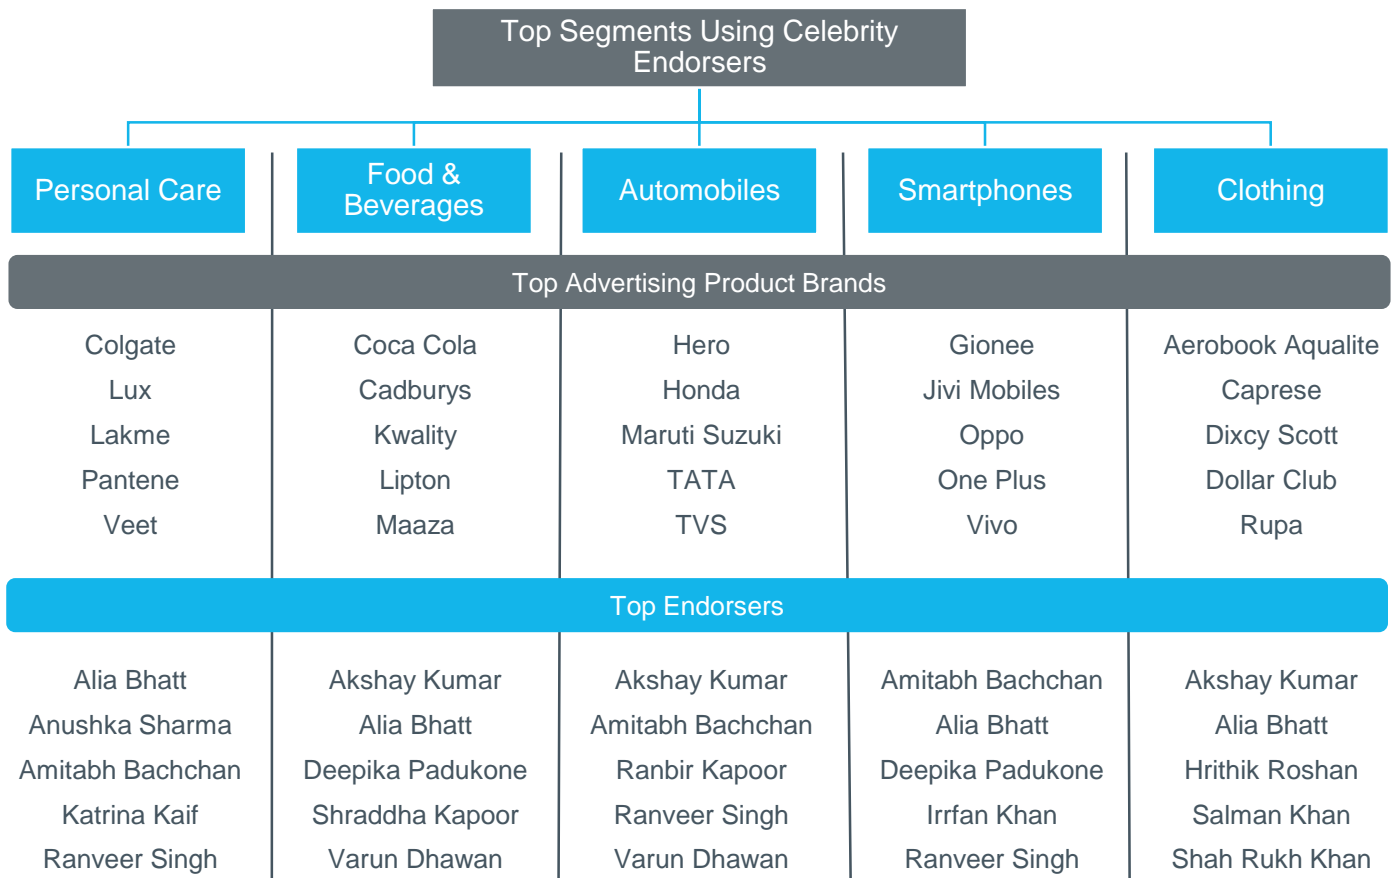 Top Segments Using Celebrity
Endorsers
Personal Care
Food &
Beverages
Automobiles
Smartphones
Clothing
Top Advertising Product Brands
Colgate
Lux
Lakme
Pantene
Veet
Coca Cola
Cadburys
Kwality
Lipton
Maaza
Hero
Honda
Maruti Suzuki
TATA
TVS
Gionee
Jivi Mobiles
Oppo
One Plus
Vivo
Aerobook Aqualite
Caprese
Dixcy Scott
Dollar Club
Rupa
Top Endorsers
Alia Bhatt
Anushka Sharma
Amitabh Bachchan
Katrina Kaif
Ranveer Singh
Akshay Kumar
Alia Bhatt
Deepika Padukone
Shraddha Kapoor
Varun Dhawan
Akshay Kumar
Amitabh Bachchan
Ranbir Kapoor
Ranveer Singh
Varun Dhawan
Amitabh Bachchan
Alia Bhatt
Deepika Padukone
Irrfan Khan
Ranveer Singh
Akshay Kumar
Alia Bhatt
Hrithik Roshan
Salman Khan
Shah Rukh Khan